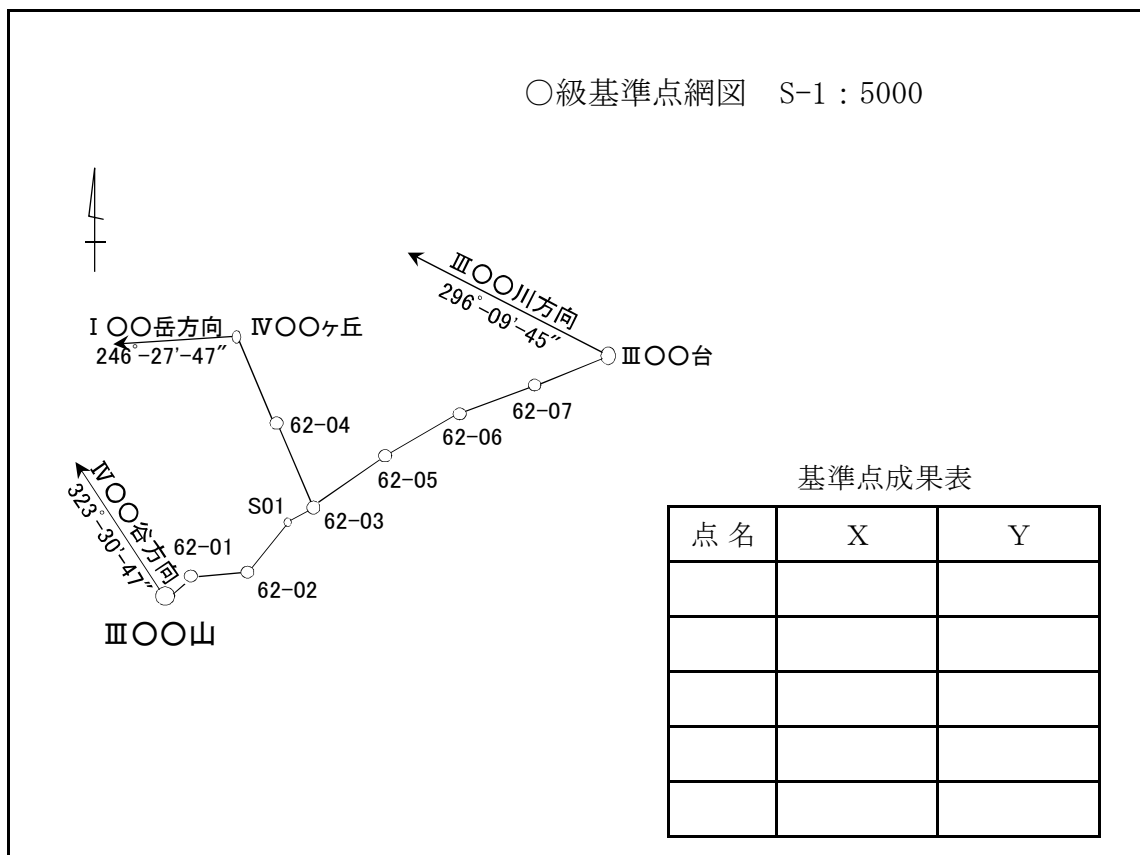 ○級基準点網図　S-1：5000
Ⅲ○○川方向
296°-09′-45″
Ⅰ○○岳方向
246°-27′-47″
Ⅳ○○ヶ丘
Ⅲ○○台
62-07
62-04
62-06
62-05
Ⅳ○○谷方向
323°-30′-47″
S01
62-03
62-01
62-02
Ⅲ○○山
基準点成果表
点 名 X Y